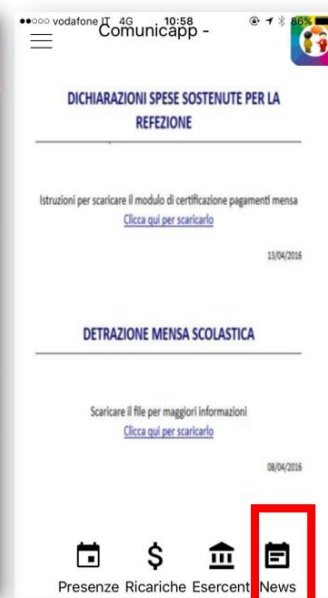 vodafone IT 4G 10:58 86%
Comunicapp -
DICHIARAZIONI SPESE SOSTENUTE PER LA
REFEZIONE
Istruzioni per scaricare il modulo di certificazione pagamenti mensa
Clicca qui per scaricarlo
13/04/2016
DETRAZIONE MENSA SCOLASTICA
Scaricare il file per maggiori informazioni
Clicca qui per scaricarlo
08/04/2016
Presenze Ricariche Esercenti News